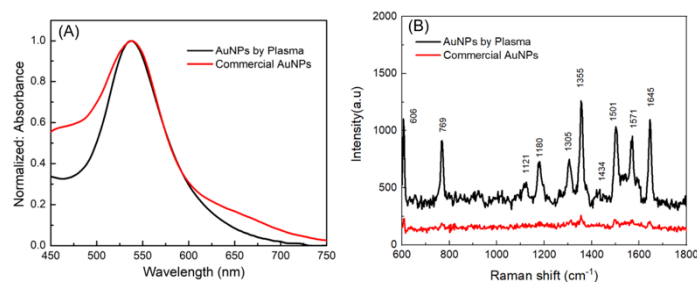 (A)
AuNPs by Plasma
Commercial AuNPs
Normalized: Absorbance
1.0
0.8
0.6
0.4
0.2
0.0
450 500 550 600 650 700 750
Wavelength (nm)
(B)
AuNPs by Plasma
Commercial AuNPs
Intensity(a.u)
2000
1500
1000
500
0
606
769
1121
1180
1305
1355
1434
1501
1571
1645
600 800 1000 1200 1400 1600 1800
Raman shift (cm⁻¹)